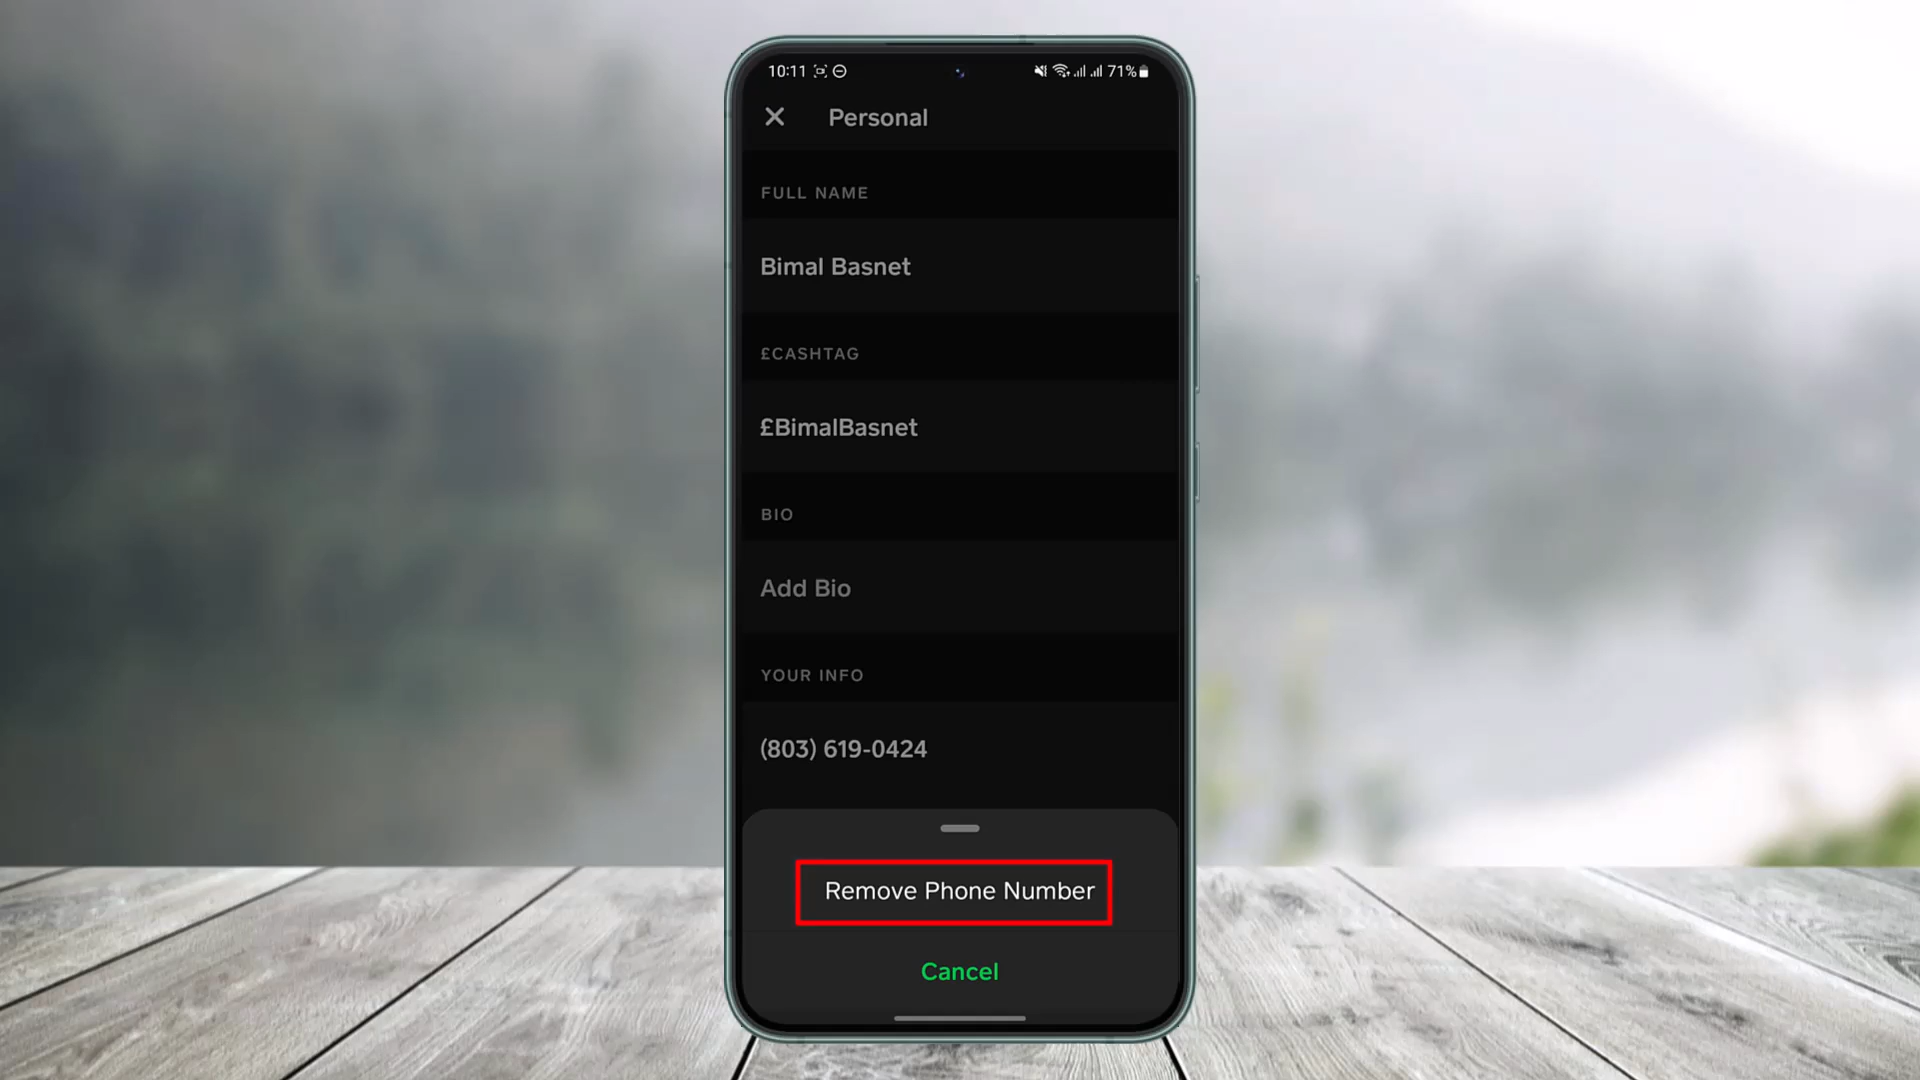 10:11 71%
Personal
FULL NAME
Bimal Basnet
£CASHTAG
£BimalBasnet
BIO
Add Bio
YOUR INFO
(803) 619-0424
Remove Phone Number
Cancel